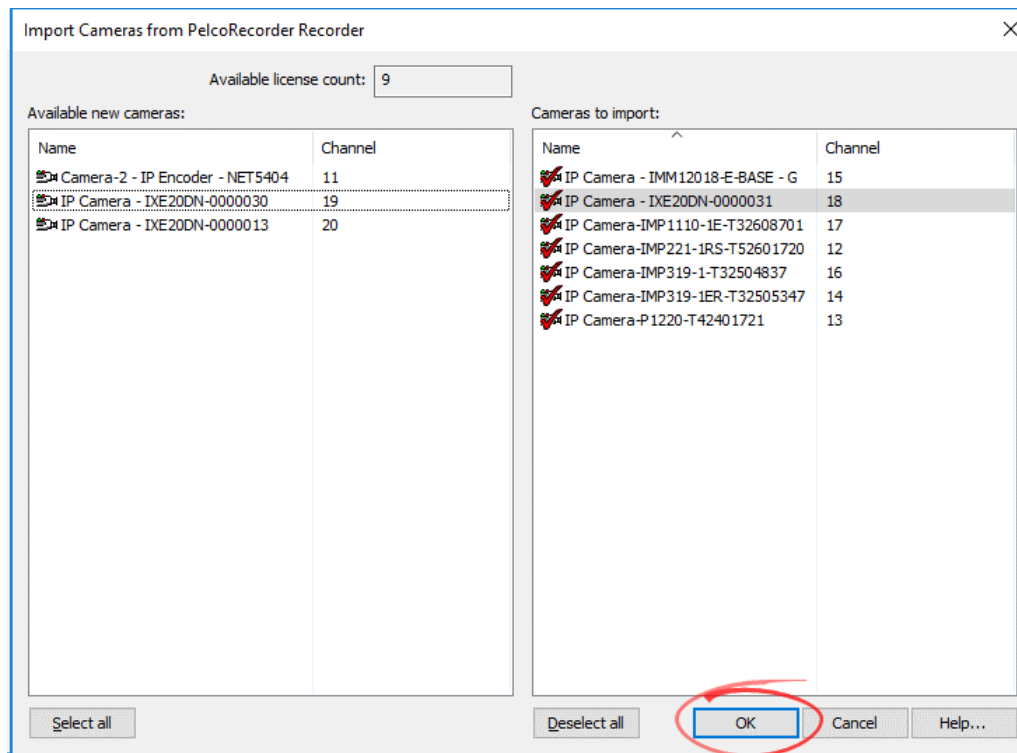 Import Cameras from PelcoRecorder Recorder
Available license count: 9
Available new cameras:
Name Channel
Camera-2 - IP Encoder - NET5404 11
IP Camera - IXE20DN-0000030 19
IP Camera - IXE20DN-0000013 20
Cameras to import:
Name Channel
IP Camera - IMM12018-E-BASE - G 15
IP Camera - IXE20DN-0000031 18
IP Camera-IMP1110-1E-T32608701 17
IP Camera-IMP221-1RS-T52601720 12
IP Camera-IMP319-1-T32504837 16
IP Camera-IMP319-1ER-T32505347 14
IP Camera-P1220-T42401721 13
Select all
Deselect all
OK
Cancel
Help...